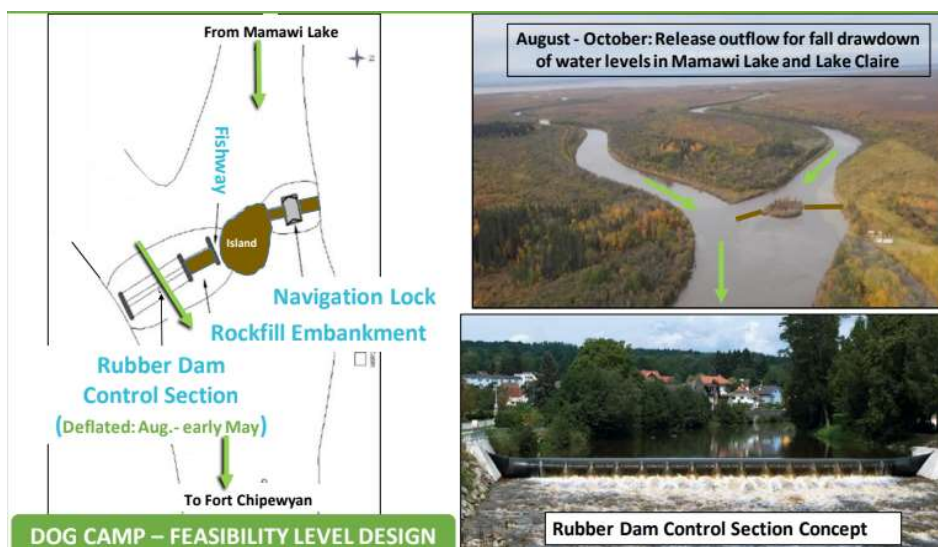 From Mamawi Lake
Fishway
Island
Navigation Lock
Rockfill Embankment
Rubber Dam
Control Section
(Deflated: Aug.- early May)
To Fort Chipewyan
DOG CAMP – FEASIBILITY LEVEL DESIGN
August - October: Release outflow for fall drawdown
of water levels in Mamawi Lake and Lake Claire
Rubber Dam Control Section Concept